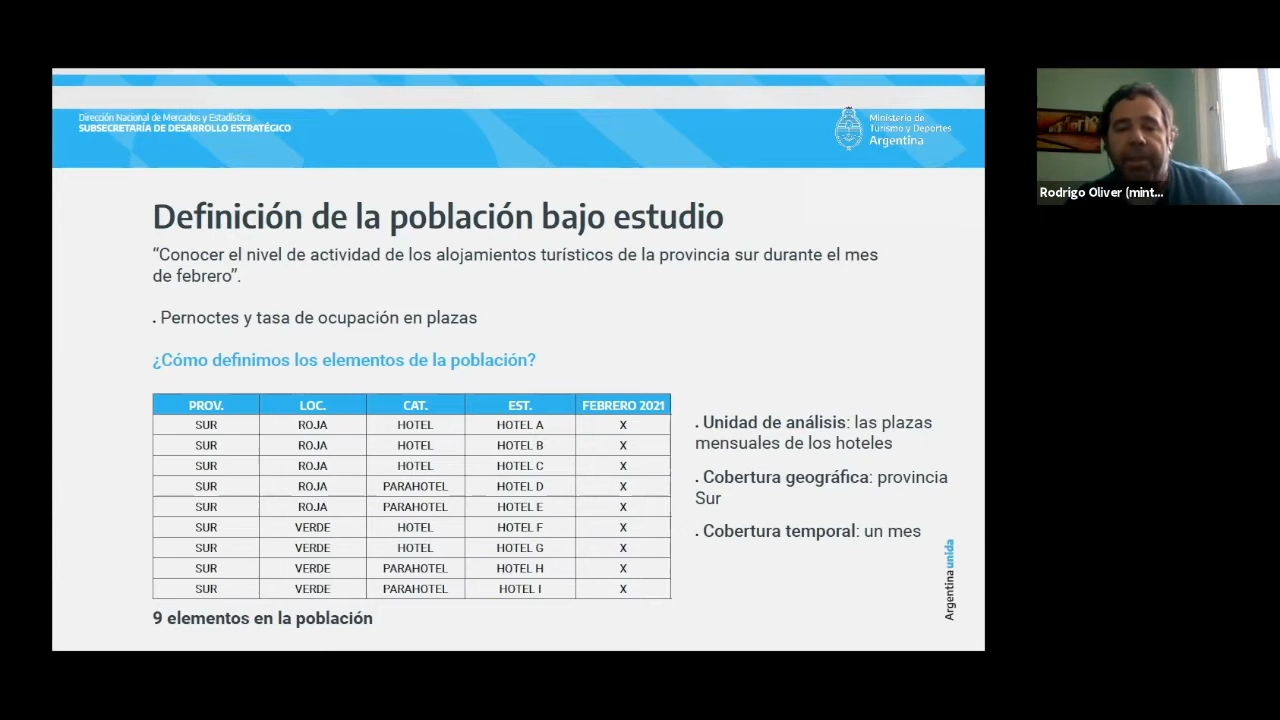 Dirección Nacional de Mercados y Estadística
SUBSECRETARÍA DE DESARROLLO ESTRATÉGICO
Ministerio de
Turismo y Deportes
Argentina
Rodrigo Oliver (mint...
Definición de la población bajo estudio
“Conocer el nivel de actividad de los alojamientos turísticos de la provincia sur durante el mes
de febrero”.
. Pernoctes y tasa de ocupación en plazas
¿Cómo definimos los elementos de la población?
PROV. LOC. CAT. EST. FEBRERO 2021
SUR ROJA HOTEL HOTEL A X
SUR ROJA HOTEL HOTEL B X
SUR ROJA HOTEL HOTEL C X
SUR ROJA PARAHOTEL HOTEL D X
SUR ROJA PARAHOTEL HOTEL E X
SUR VERDE HOTEL HOTEL F X
SUR VERDE HOTEL HOTEL G X
SUR VERDE PARAHOTEL HOTEL H X
SUR VERDE PARAHOTEL HOTEL I X
9 elementos en la población
. Unidad de análisis: las plazas
mensuales de los hoteles
. Cobertura geográfica: provincia
Sur
. Cobertura temporal: un mes
Argentina unida